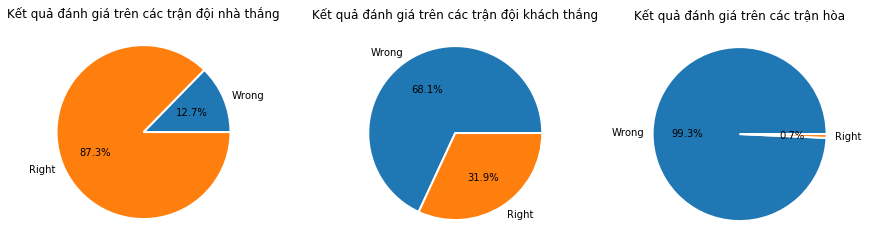 Kết quả đánh giá trên các trận đội nhà thắng
Wrong
12.7%
87.3%
Right
Kết quả đánh giá trên các trận đội khách thắng
Wrong
68.1%
31.9%
Right
Kết quả đánh giá trên các trận hòa
Wrong
99.3%
0.7%
Right